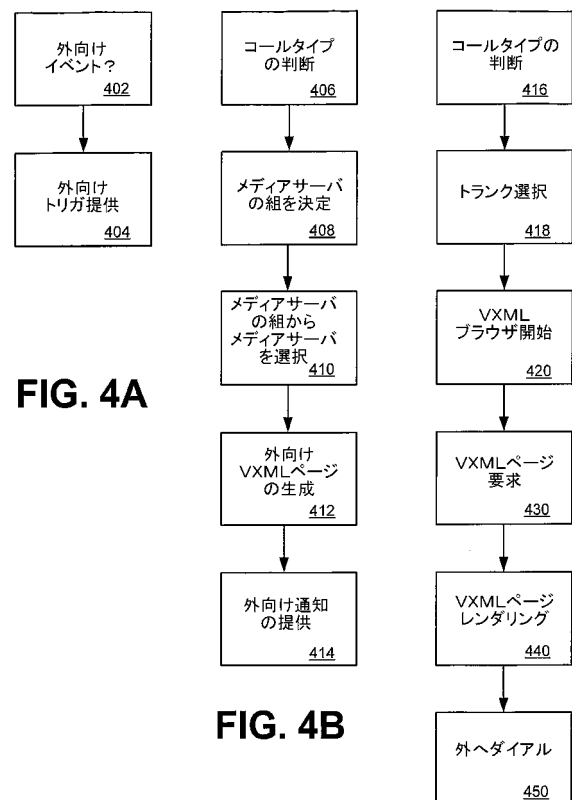 外向け
イベント?
402
外向け
トリガ提供
404
FIG. 4A
コールタイプ
の判断
406
メディアサーバ
の組を決定
408
メディアサーバ
の組から
メディアサーバ
を選択
410
外向け
VXMLページ
の生成
412
外向け通知
の提供
414
FIG. 4B
コールタイプの
判断
416
トランク選択
418
VXML
ブラウザ開始
420
VXMLページ
要求
430
VXMLページ
レンダリング
440
外へダイアル
450